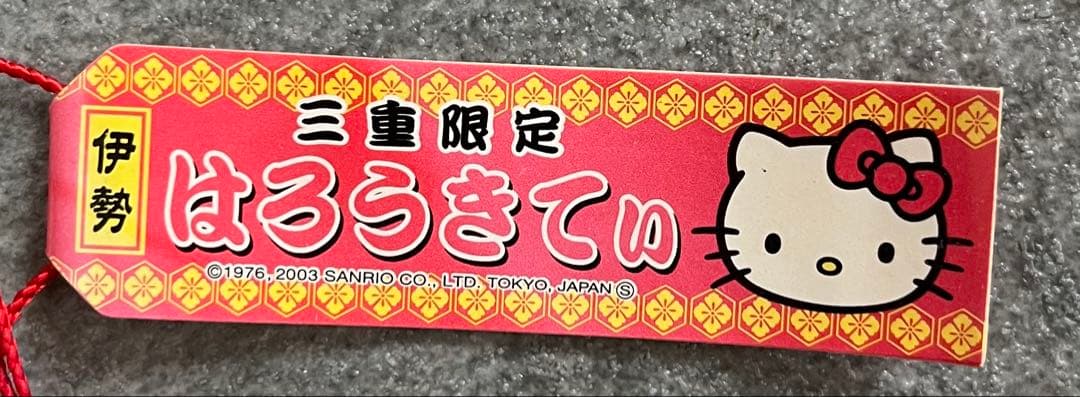 伊勢
三重限定
はろうきてぃ
©1976, 2003 SANRIO CO., LTD. TOKYO, JAPAN Ⓢ